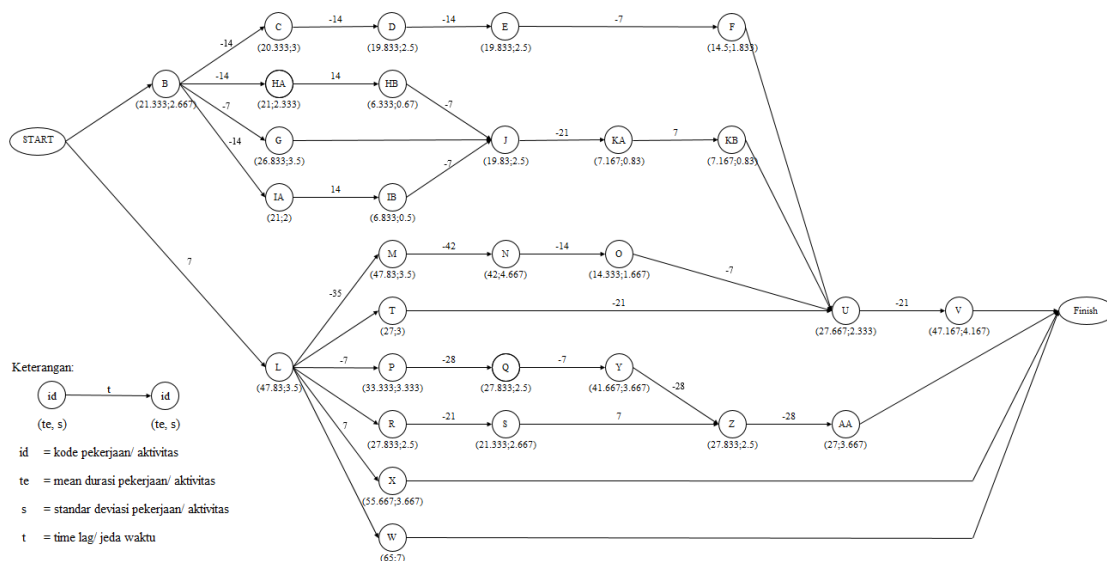 START
7
B
(21.333;2.667)
-14
C
(20.333;3)
-14
D
(19.833;2.5)
-14
E
(19.833;2.5)
-7
F
(14.5;1.833)
-14
HA
(21;2.333)
14
HB
(6.333;0.67)
-7
-7
G
(26.833;3.5)
J
(19.83;2.5)
-21
KA
(7.167;0.83)
7
KB
(7.167;0.83)
-14
IA
(21;2)
14
IB
(6.833;0.5)
-7
L
(47.83;3.5)
-35
M
(47.83;3.5)
-42
N
(42;4.667)
-14
O
(14.333;1.667)
-7
T
(27;3)
-21
U
(27.667;2.333)
-21
V
(47.167;4.167)
Finish
-7
P
(33.333;3.333)
-28
Q
(27.833;2.5)
-7
Y
(41.667;3.667)
-28
R
(27.833;2.5)
-21
S
(21.333;2.667)
7
Z
(27.833;2.5)
-28
AA
(27;3.667)
7
X
(55.667;3.667)
W
(65;7)
Keterangan:
id t id
(te, s) (te, s)
id = kode pekerjaan/ aktivitas
te = mean durasi pekerjaan/ aktivitas
s = standar deviasi pekerjaan/ aktivitas
t = time lag/ jeda waktu